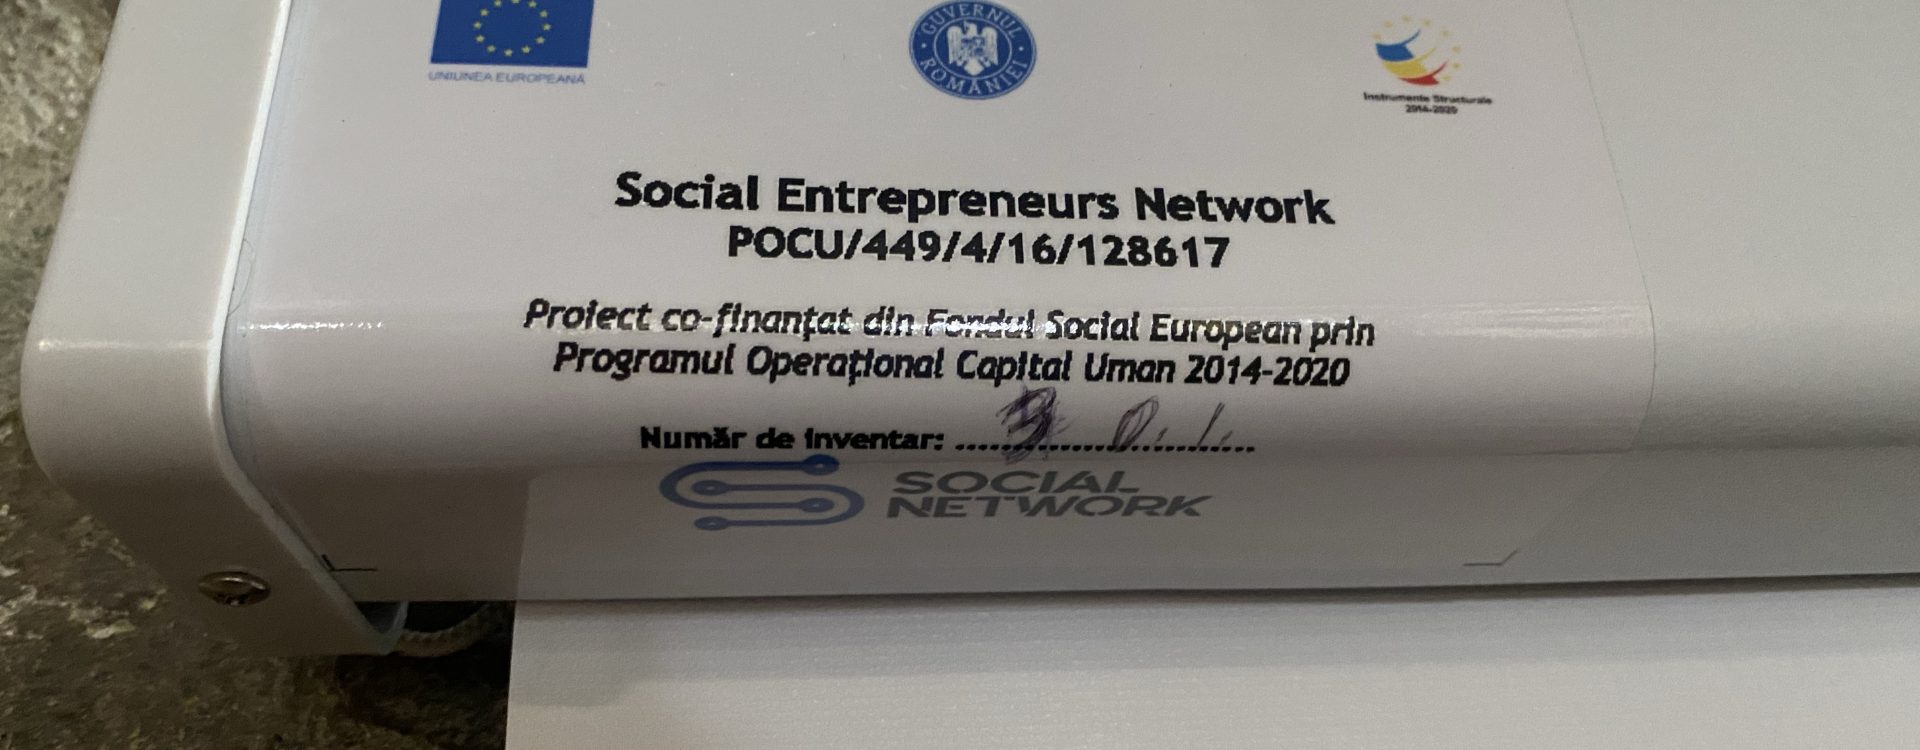 UNIUNEA EUROPEANĂ
GUVERNUL ROMÂNIEI
Instrumente Structurale
2014-2020
Social Entrepreneurs Network
POCU/449/4/16/128617
Proiect co-finanțat din Fondul Social European prin
Programul Operațional Capital Uman 2014-2020
Număr de inventar:
SOCIAL
NETWORK